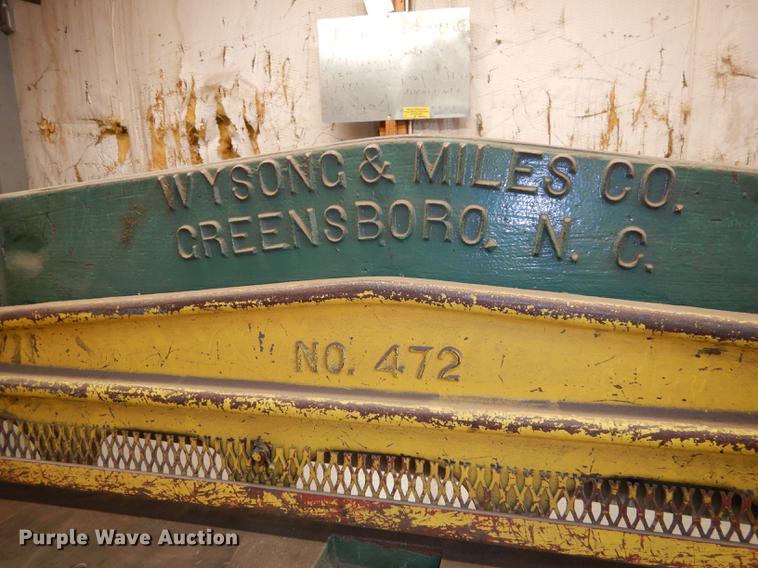 WYSONG & MILES CO.
GREENSBORO, N. C.
NO. 472
Purple Wave Auction